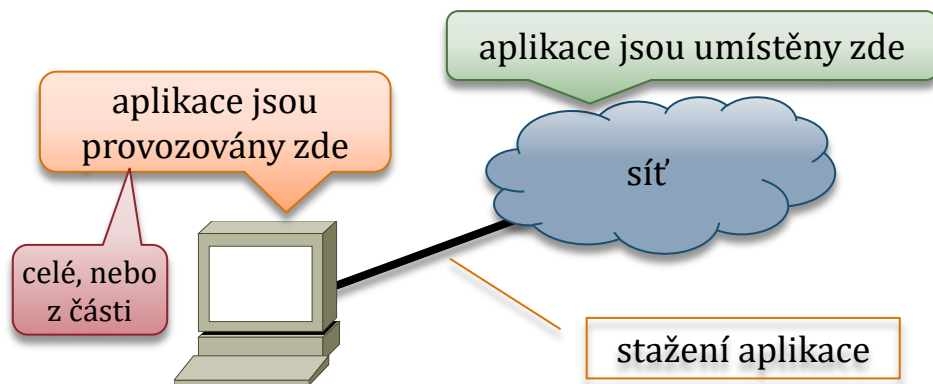 aplikace jsou umístěny zde
aplikace jsou
provozovány zde
síť
celé, nebo
z části
stažení aplikace